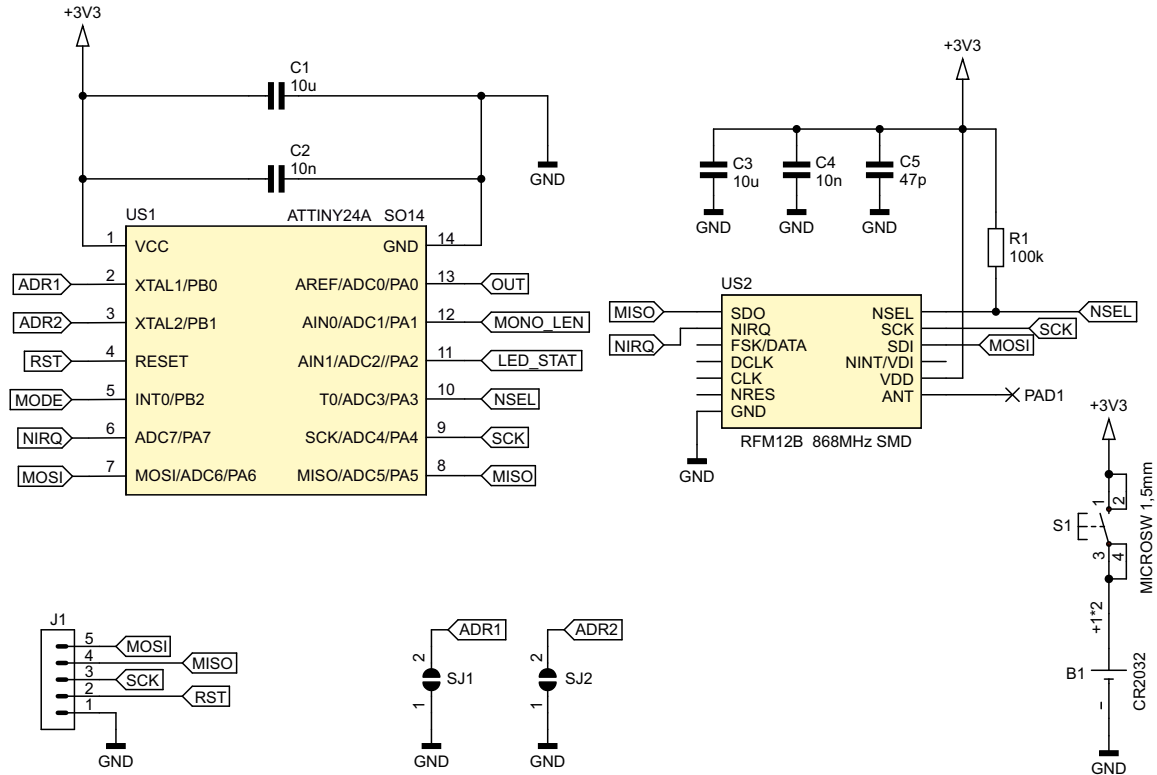 +3V3
C1
10u
C2
10n
GND
US1 ATTINY24A SO14
1 VCC GND 14
ADR1 2 XTAL1/PB0 AREF/ADC0/PA0 13 OUT
ADR2 3 XTAL2/PB1 AIN0/ADC1/PA1 12 MONO_LEN
RST 4 RESET AIN1/ADC2//PA2 11 LED_STAT
MODE 5 INT0/PB2 T0/ADC3/PA3 10 NSEL
NIRQ 6 ADC7/PA7 SCK/ADC4/PA4 9 SCK
MOSI 7 MOSI/ADC6/PA6 MISO/ADC5/PA5 8 MISO
+3V3
C3 C4 C5
10u 10n 47p
GND GND GND
R1
100k
US2
MISO SDO NSEL NSEL
NIRQ SCK SCK
NIRQ FSK/DATA SDI MOSI
DCLK NINT/VDI
CLK VDD
NRES ANT PAD1
GND
RFM12B 868MHz SMD
GND
+3V3
1 2
S1
3 4
MICROSW 1,5mm
+1*2
B1
CR2032
–
GND
J1
5 MOSI
4 MISO
3 SCK
2 RST
1
GND
ADR1
2
SJ1
1
GND
ADR2
2
SJ2
1
GND